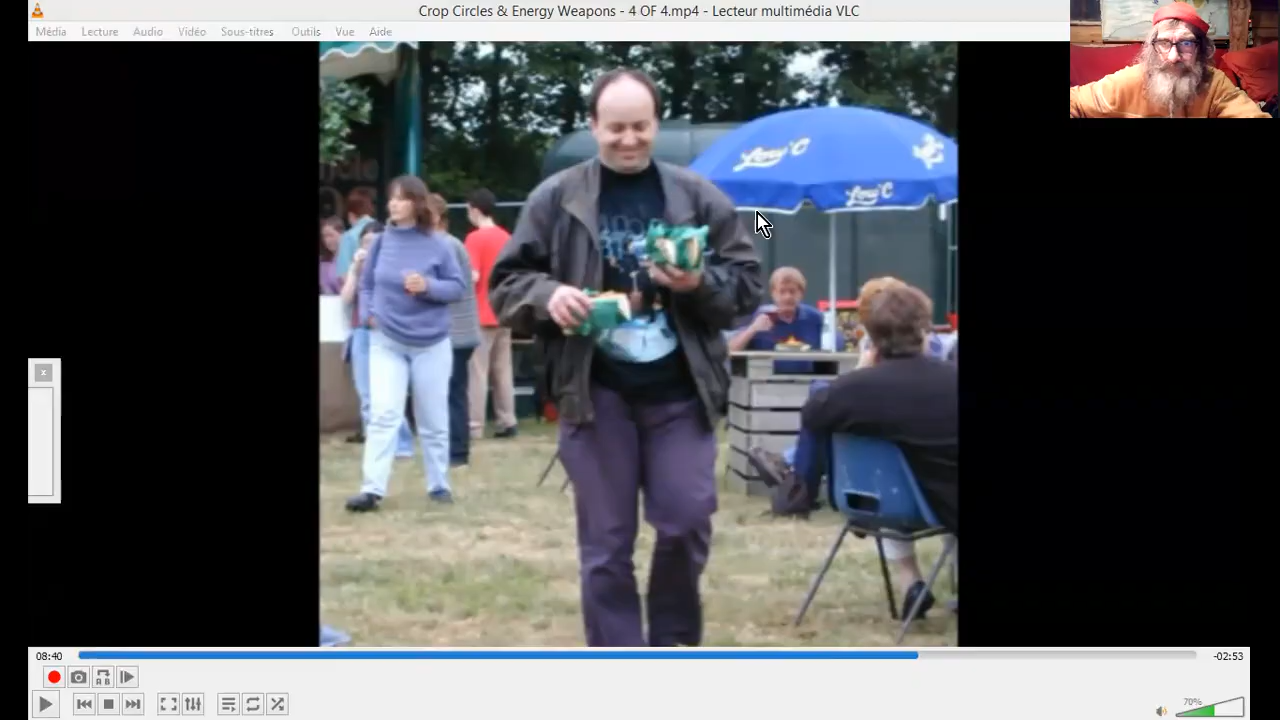 Crop Circles & Energy Weapons - 4 OF 4.mp4 - Lecteur multimédia VLC
Média Lecture Audio Vidéo Sous-titres Outils Vue Aide
x
08:40
-02:53
70%